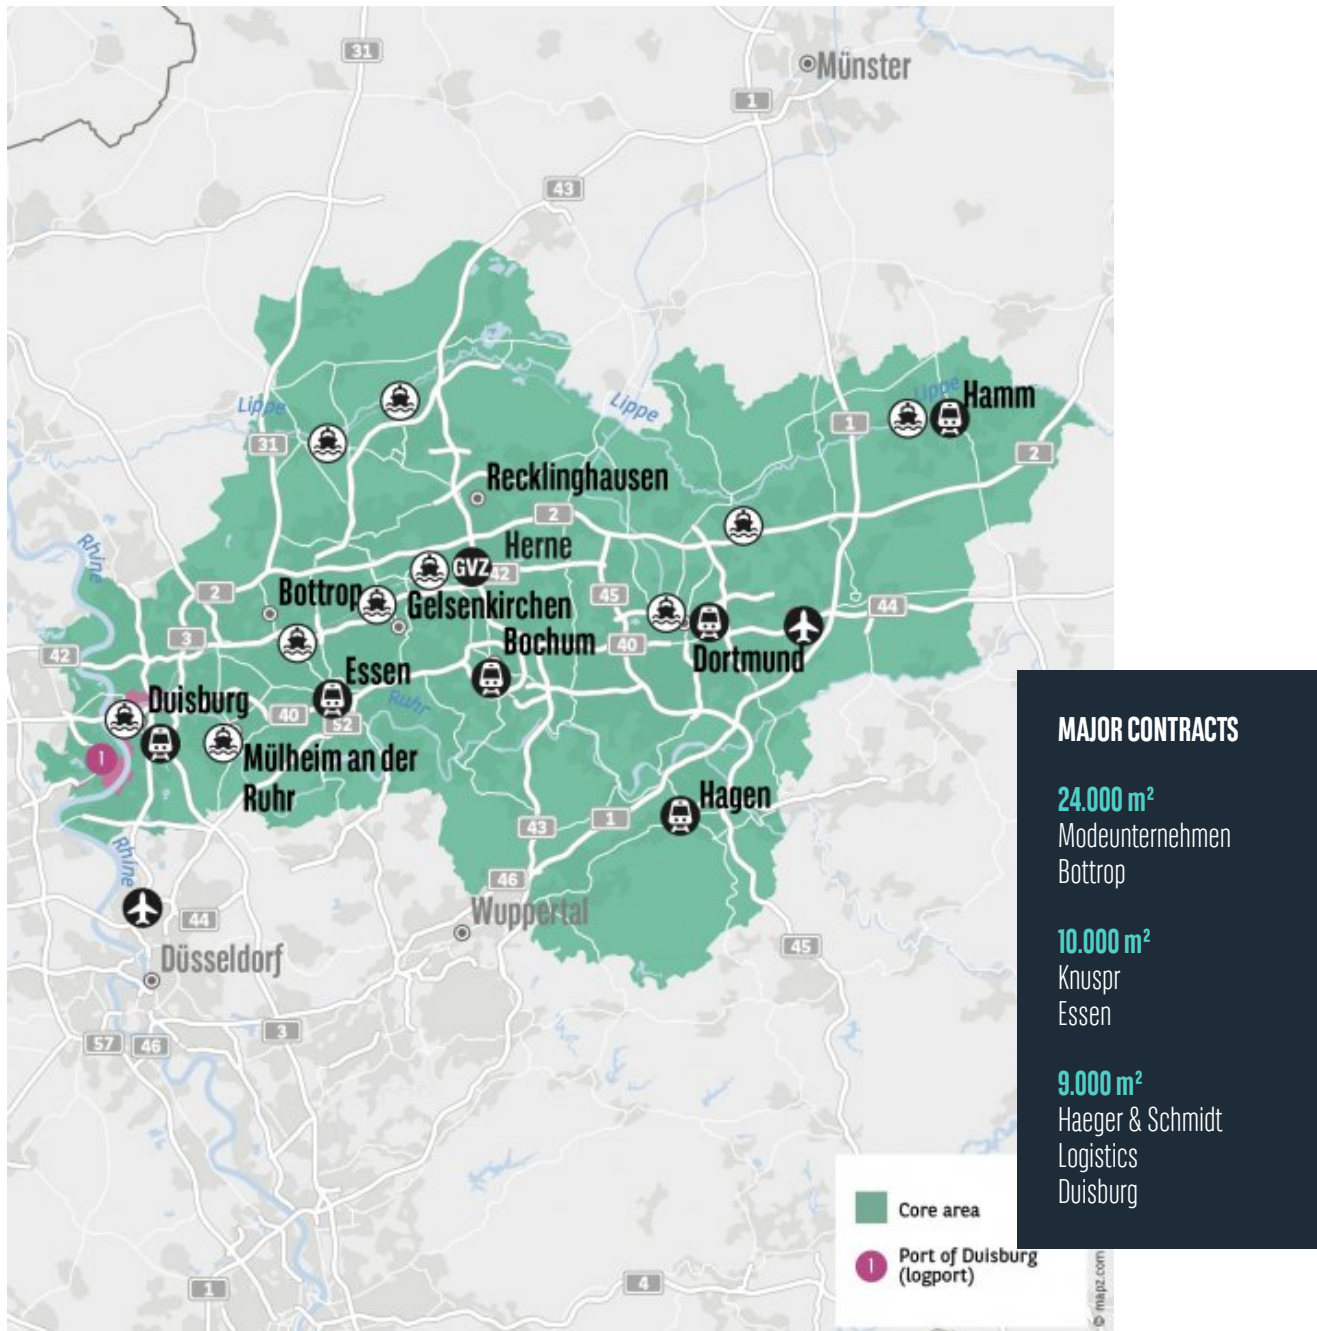 31
Münster
1
43
Lippe
Lippe
Lippe
Hamm
31
1
2
Recklinghausen
2
Rhine
Herne
GVZ
42
2
Bottrop
Gelsenkirchen
45
44
3
Bochum
40
42
Essen
Dortmund
Duisburg
40
Ruhr
52
1
Mülheim an der
Ruhr
Hagen
43
1
Rhine
46
44
Wuppertal
45
Düsseldorf
3
57
46
4
1
Core area
1
Port of Duisburg
(logport)
© mapz.com
MAJOR CONTRACTS
24.000 m²
Modeunternehmen
Bottrop
10.000 m²
Knuspr
Essen
9.000 m²
Haeger & Schmidt
Logistics
Duisburg